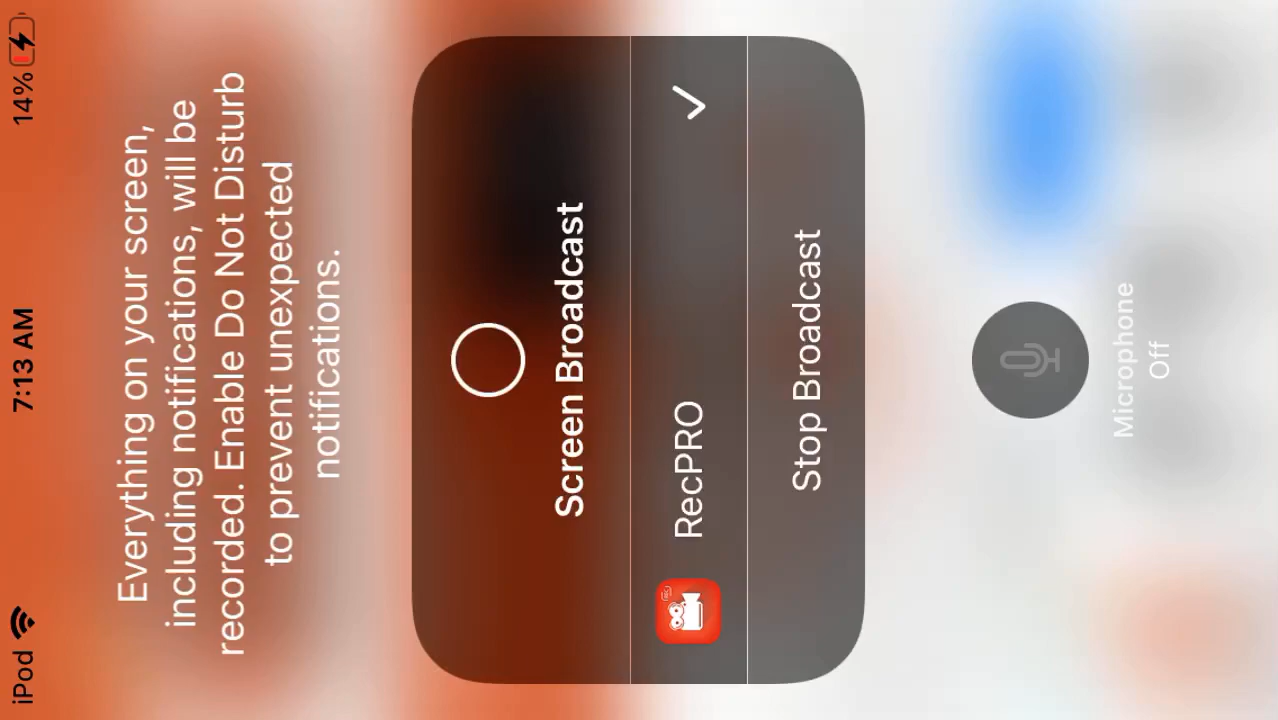 iPod 7:13 AM 14%
Everything on your screen,
including notifications, will be
recorded. Enable Do Not Disturb
to prevent unexpected
notifications.
Screen Broadcast
RecPRO
Stop Broadcast
Microphone
Off